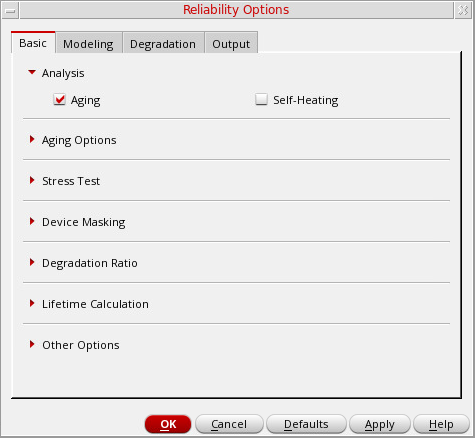 Reliability Options
Basic Modeling Degradation Output
Analysis
Aging Self-Heating
Aging Options
Stress Test
Device Masking
Degradation Ratio
Lifetime Calculation
Other Options
OK Cancel Defaults Apply Help